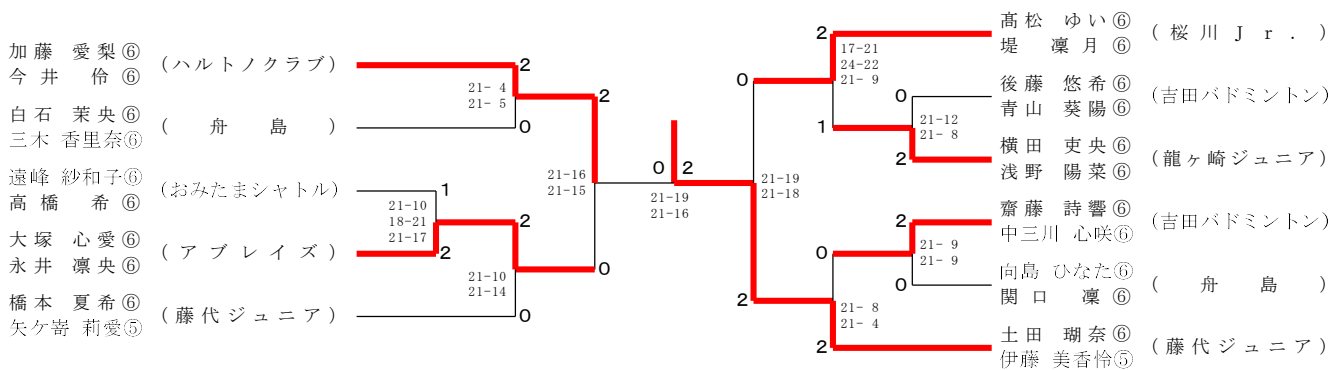 加藤 愛梨⑥
今井 伶⑥
(ハルトノクラブ)
2
21- 4
21- 5
白石 茉央⑥
三木 香里奈⑥
(舟島)
0
2
遠峰 紗和子⑥
高橋 希⑥
(おみたまシャトル)
1
21-10
18-21
21-17
大塚 心愛⑥
永井 凛央⑥
(アブレイズ)
2
2
21-10
21-14
橋本 夏希⑥
矢ケ嵜 莉愛⑤
(藤代ジュニア)
0
21-16
21-15
0
0 2
21-19
21-16
髙松 ゆい⑥
堤 凜月⑥
(桜川Jr.)
2
17-21
24-22
21- 9
0
後藤 悠希⑥
青山 葵陽⑥
(吉田バドミントン)
0
21-12
21- 8
1
横田 吏央⑥
浅野 陽菜⑥
(龍ヶ崎ジュニア)
2
21-19
21-18
齋藤 詩響⑥
中三川 心咲⑥
(吉田バドミントン)
2
21- 9
21- 9
0
向島 ひなた⑥
関口 凜⑥
(舟島)
0
2
21- 8
21- 4
土田 瑚奈⑥
伊藤 美香怜⑤
(藤代ジュニア)
2